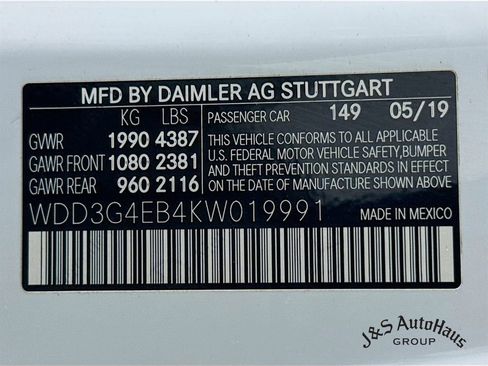 MFD BY DAIMLER AG STUTTGART
KG LBS PASSENGER CAR 149 05/19
GVWR 1990 4387
GAWR FRONT 1080 2381
GAWR REAR 960 2116
THIS VEHICLE CONFORMS TO ALL APPLICABLE
U.S. FEDERAL MOTOR VEHICLE SAFETY, BUMPER
AND THEFT PREVENTION STANDARDS IN
EFFECT ON THE DATE OF MANUFACTURE
SHOWN ABOVE.
WDD3G4EB4KW019991 MADE IN MEXICO
J&S AUTOHAUS
GROUP